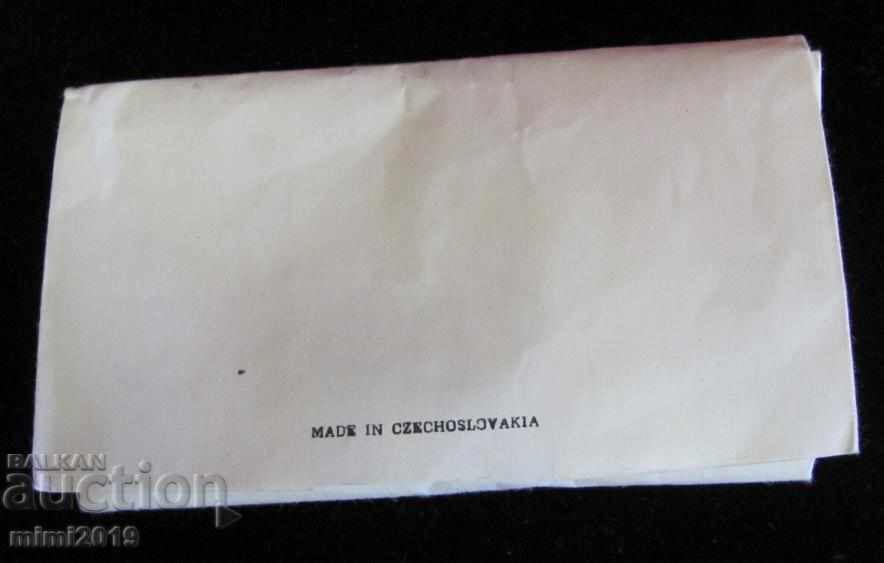 MADE IN CZECHOSLOVAKIA
BALKAN
auction
mimi2019